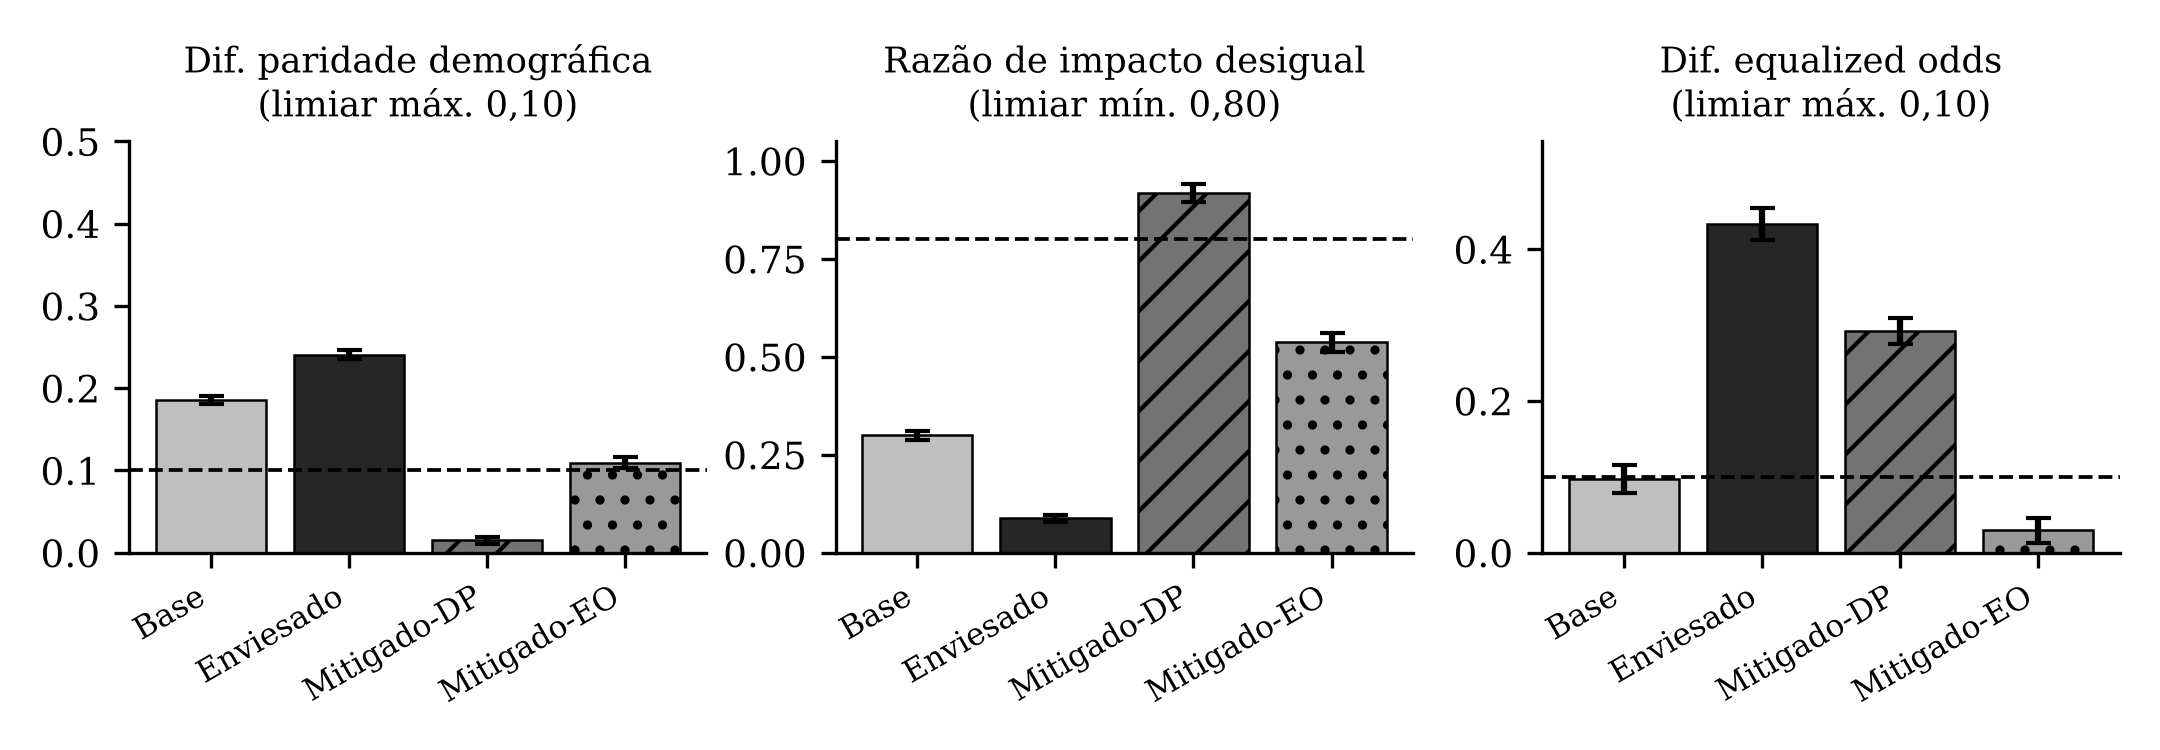 Dif. paridade demográfica
(limiar máx. 0,10)
0.5
0.4
0.3
0.2
0.1
0.0
Base
Enviesado
Mitigado-DP
Mitigado-EO
Razão de impacto desigual
(limiar mín. 0,80)
1.00
0.75
0.50
0.25
0.00
Base
Enviesado
Mitigado-DP
Mitigado-EO
Dif. equalized odds
(limiar máx. 0,10)
0.4
0.2
0.0
Base
Enviesado
Mitigado-DP
Mitigado-EO